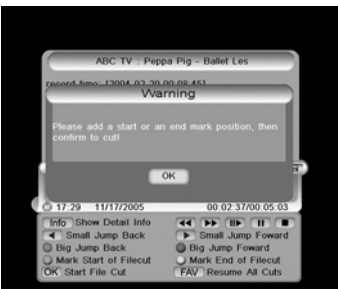 ABC TV : Peppa Pig - Ballet Les
record time: [2004-02-20 00:08:45]
Warning
Please add a start or an end mark position, then
confirm to cut!
OK
17:29 11/17/2005 00:02:37/00:05:03
Info Show Detail Info
Small Jump Back Small Jump Foward
Big Jump Back Big Jump Foward
Mark Start of Filecut Mark End of Filecut
OK Start File Cut FAV Resume All Cuts